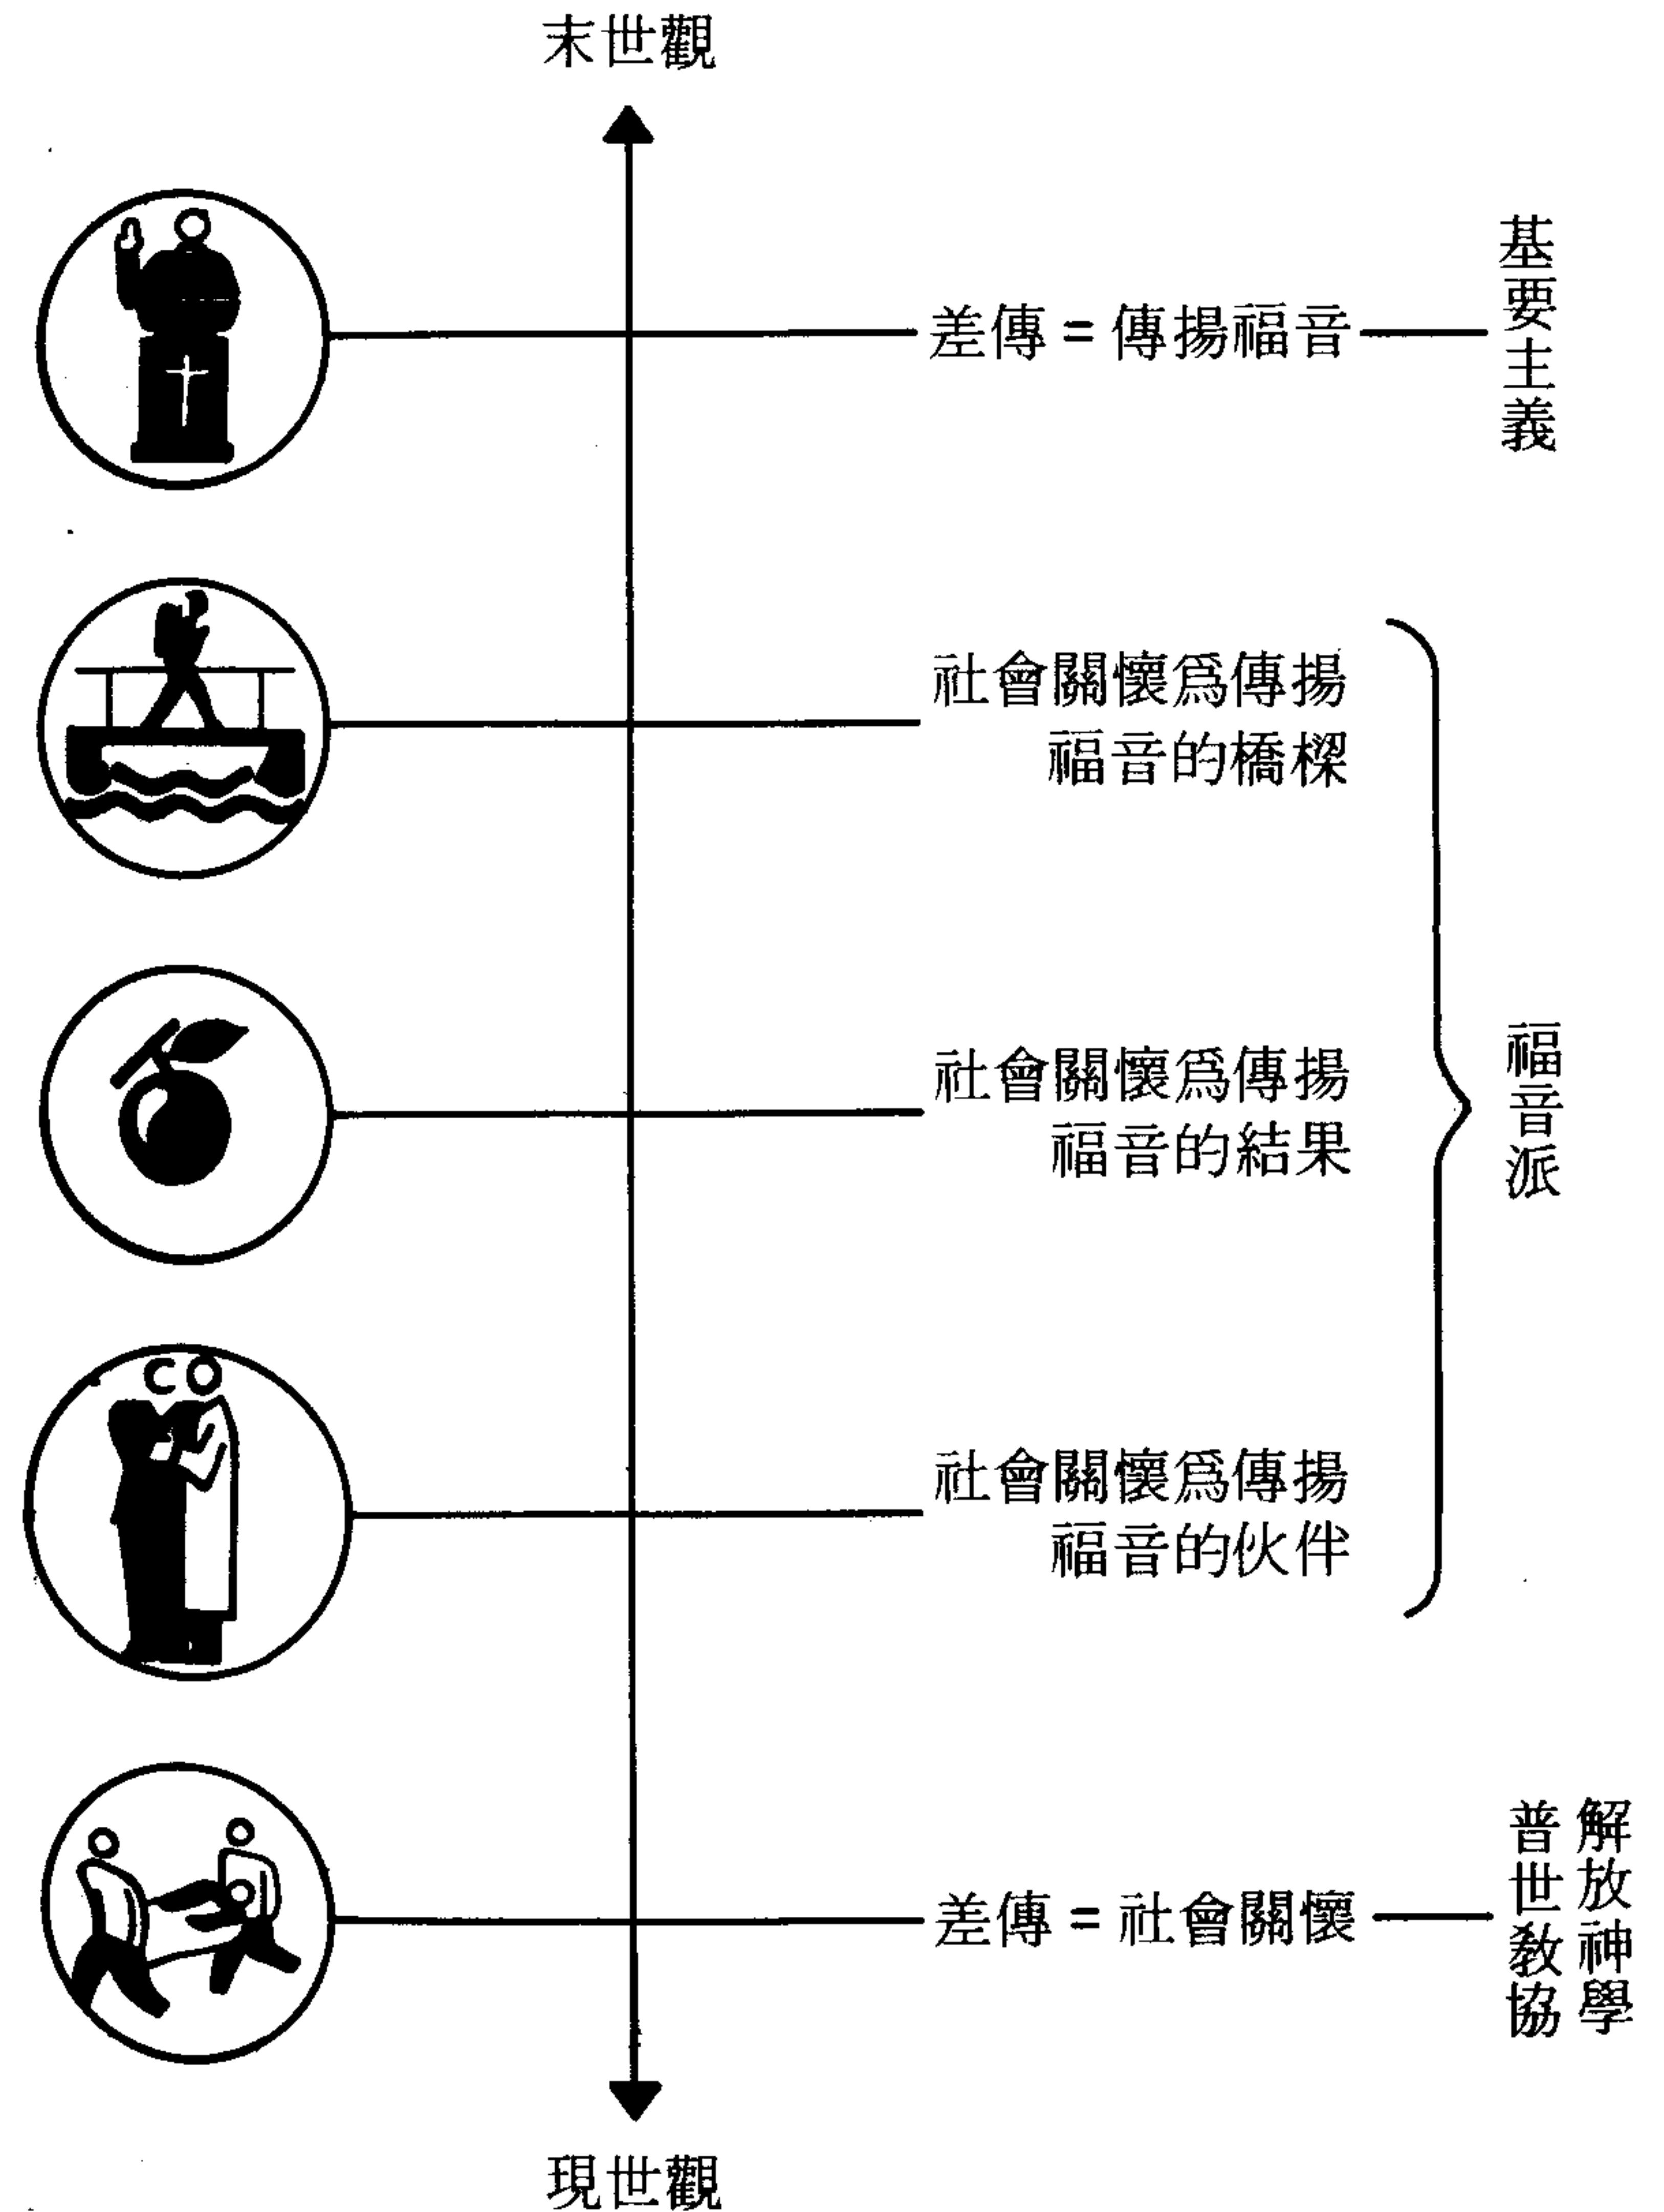 末世觀
差傳 = 傳揚福音
基要主義
社會關懷爲傳揚
福音的橋樑
社會關懷爲傳揚
福音的結果
福音派
社會關懷爲傳揚
福音的伙伴
差傳 = 社會關懷
解放神學
普世教協
現世觀